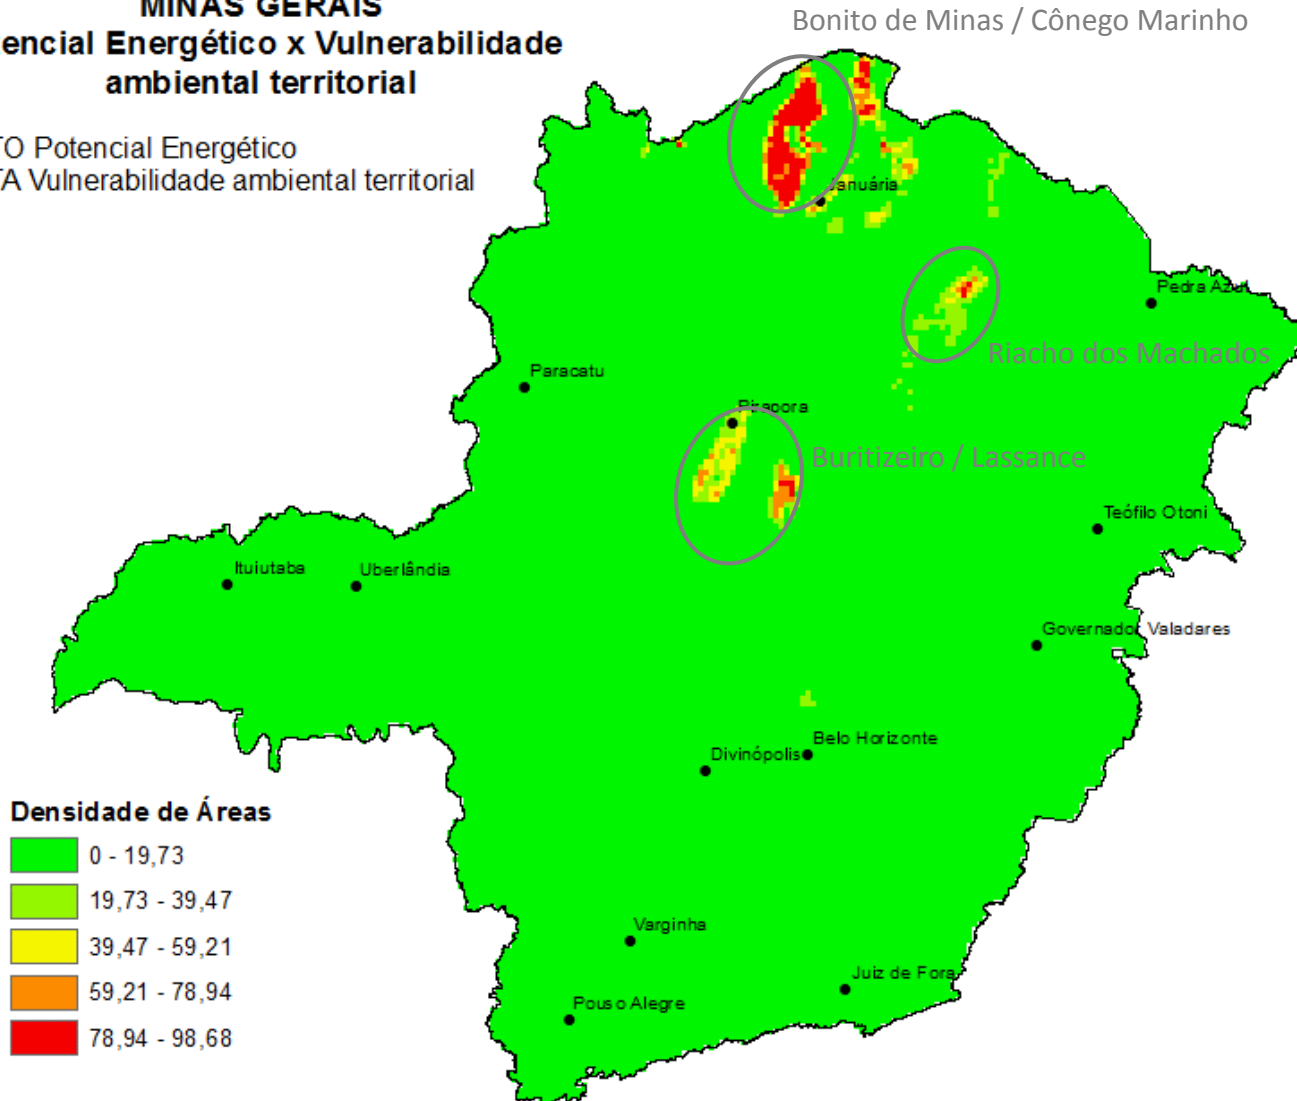 MINAS GERAIS
Bonito de Minas / Cônego Marinho
encial Energético x Vulnerabilidade
ambiental territorial
TO Potencial Energético
TA Vulnerabilidade ambiental territorial
Januária
Pedra Azul
Riacho dos Machados
Paracatu
Pirapora
Buritizeiro / Lassance
Teófilo Otoni
Ituiutaba
Uberlândia
Governador Valadares
Belo Horizonte
Divinópolis
Densidade de Áreas
0 - 19,73
19,73 - 39,47
39,47 - 59,21
59,21 - 78,94
78,94 - 98,68
Varginha
Juiz de Fora
Pouso Alegre